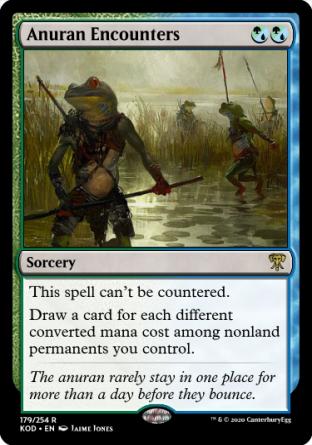 Anuran Encounters
Sorcery
This spell can't be countered.
Draw a card for each different
converted mana cost among nonland
permanents you control.
The anuran rarely stay in one place for
more than a day before they bounce.
179/254 R
KOD • EN Jaime Jones
™ & © 2020 CanterburyEgg